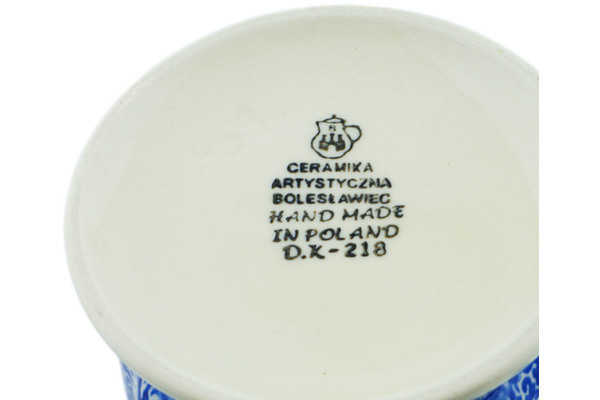 B
CERAMIKA
ARTYSTYCZNA
BOLESŁAWIEC
HAND MADE
IN POLAND
D.K-218